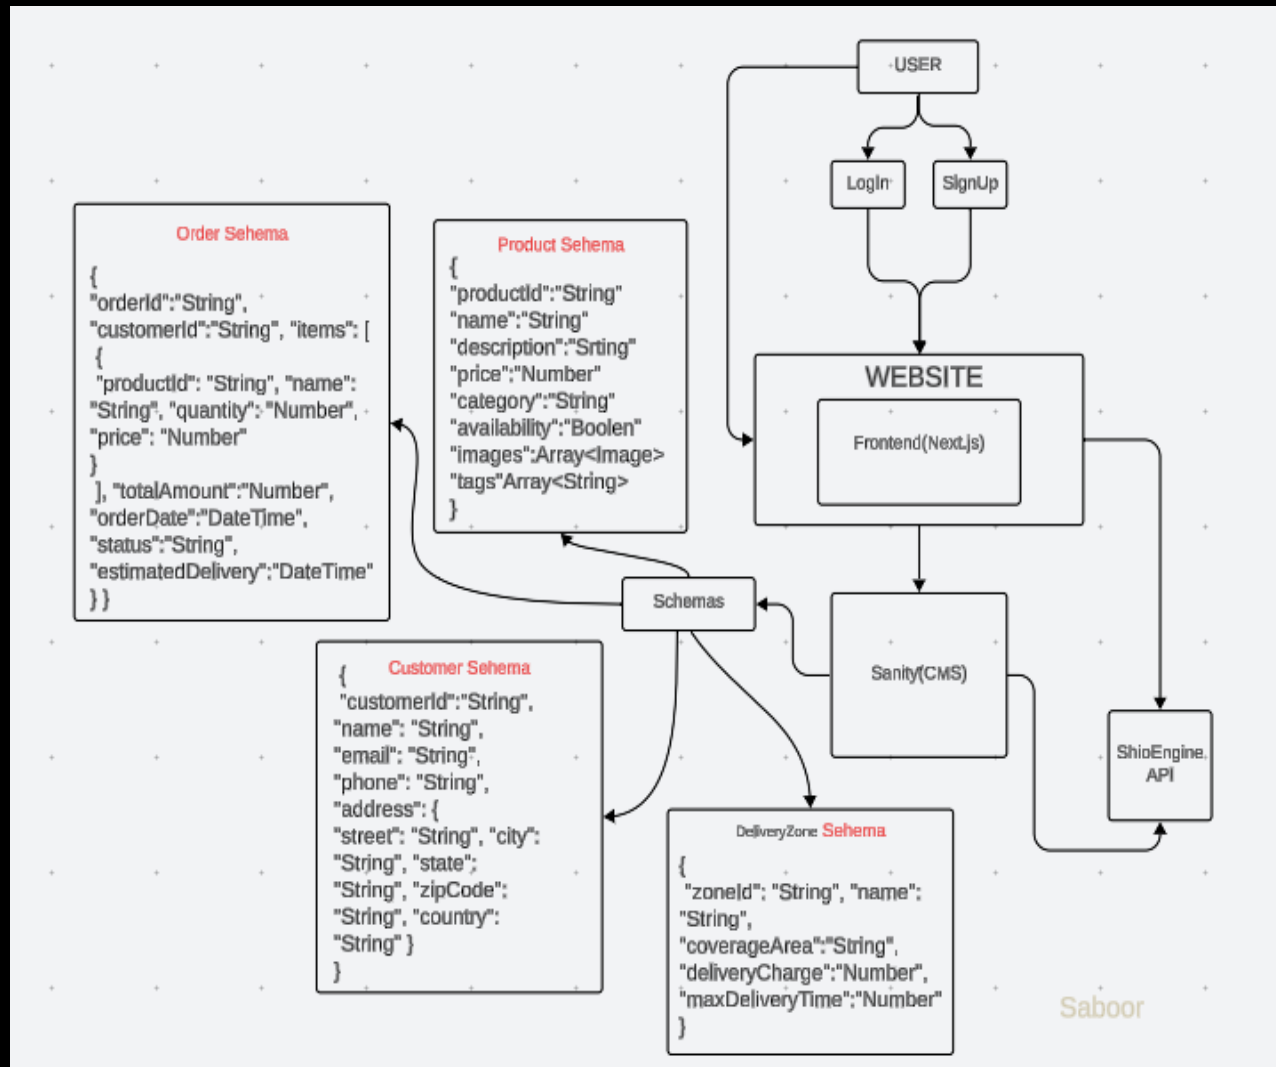 USER
LogIn
SignUp
WEBSITE
Frontend(Next.js)
Sanity(CMS)
ShioEngine
API
Schemas
Order Sehema
{
"orderId":"String",
"customerId":"String", "items": [
{
"productId": "String", "name":
"String", "quantity": "Number",
"price": "Number"
}
], "totalAmount":"Number",
"orderDate":"DateTime",
"status":"String",
"estimatedDelivery":"DateTime"
} }
Product Sehema
{
"productId":"String"
"name":"String"
"description":"Srting"
"price":"Number"
"category":"String"
"availability":"Boolen"
"images":Array<Image>
"tags"Array<String>
}
Customer Sehema
{
"customerId":"String",
"name": "String",
"email": "String",
"phone": "String",
"address": {
"street": "String", "city":
"String", "state":
"String", "zipCode":
"String", "country":
"String" }
}
DeliveryZone Sehema
{
"zoneId": "String", "name":
"String",
"coverageArea":"String",
"deliveryCharge":"Number",
"maxDeliveryTime":"Number"
}
Saboor